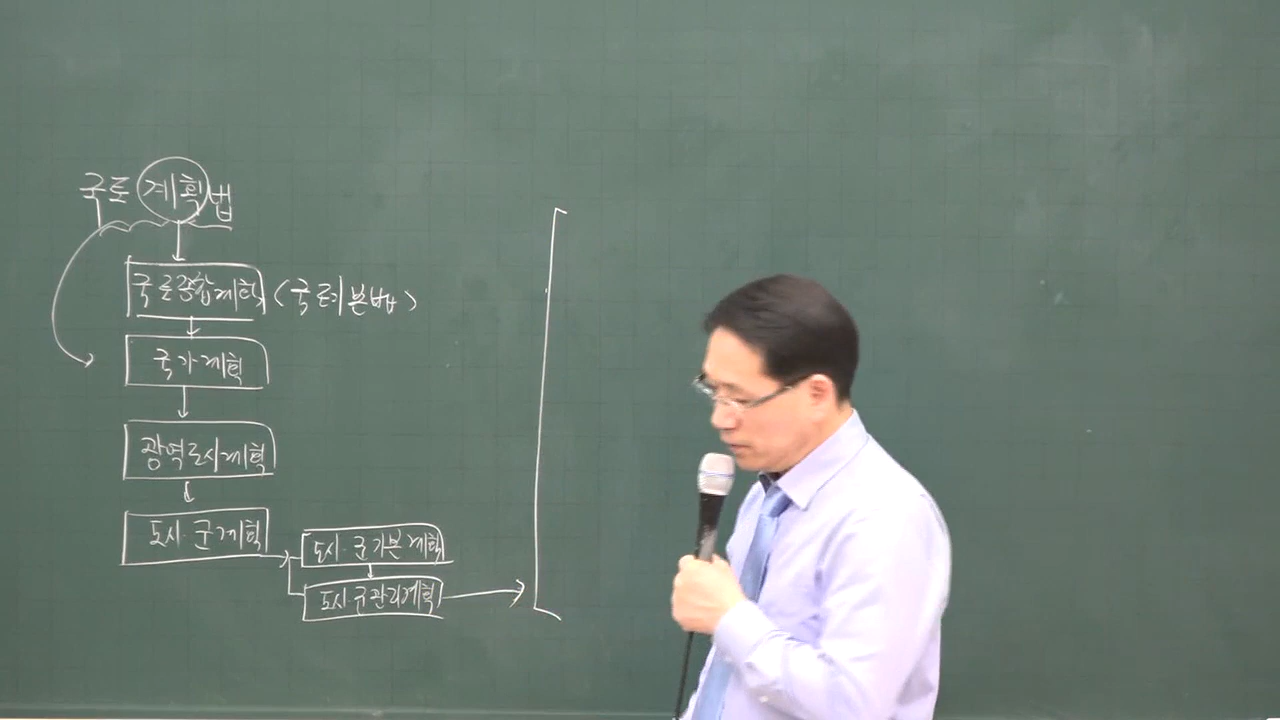 국토계획법
국토종합계획 (국토기본법)
국가계획
광역도시계획
도시·군계획
도시·군기본계획
도시군관리계획